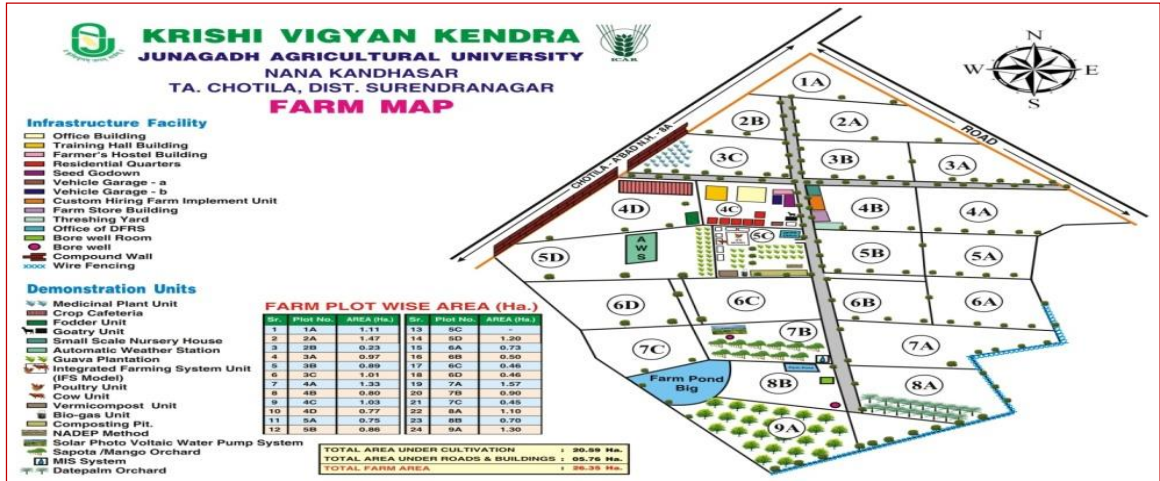 KRISHI VIGYAN KENDRA
JUNAGADH AGRICULTURAL UNIVERSITY
NANA KANDHASAR
TA. CHOTILA, DIST. SURENDRANAGAR
FARM MAP
ICAR
Infrastructure Facility
Office Building
Training Hall Building
Farmer's Hostel Building
Residential Quarters
Seed Godown
Vehicle Garage - a
Vehicle Garage - b
Custom Hiring Farm Implement Unit
Farm Store Building
Threshing Yard
Office of DFRS
Bore well Room
Bore well
Compound Wall
Wire Fencing
Demonstration Units
Medicinal Plant Unit
Crop Cafeteria
Fodder Unit
Goatry Unit
Small Scale Nursery House
Automatic Weather Station
Guava Plantation
Integrated Farming System Unit
(IFS Model)
Poultry Unit
Cow Unit
Vermicompost Unit
Bio-gas Unit
Composting Pit.
NADEP Method
Solar Photo Voltaic Water Pump System
Sapota /Mango Orchard
MIS System
Datepalm Orchard
FARM PLOT WISE AREA (Ha.)
Sr. Plot No. AREA (Ha.) Sr. Plot No. AREA (Ha.)
1 1A 1.11 13 5C -
2 2A 1.47 14 5D 1.20
3 2B 0.23 15 6A 0.73
4 3A 0.97 16 6B 0.50
5 3B 0.89 17 6C 0.46
6 3C 1.01 18 6D 0.46
7 4A 1.33 19 7A 1.57
8 4B 0.80 20 7B 0.90
9 4C 1.03 21 7C 0.45
10 4D 0.77 22 8A 1.10
11 5A 0.75 23 8B 0.70
12 5B 0.86 24 9A 1.30
TOTAL AREA UNDER CULTIVATION : 20.59 Ha.
TOTAL AREA UNDER ROADS & BUILDINGS : 05.76 Ha.
TOTAL FARM AREA : 26.35 Ha.
N
W E
S
CHOTILA - A'BAD N.H. - 8A
ROAD
1A
2B
2A
3C
3B
3A
4D
4C
4B
4A
5D
AWS
5C
5B
5A
6D
6C
6B
6A
7C
7B
7A
Farm Pond
Big
8B
8A
9A